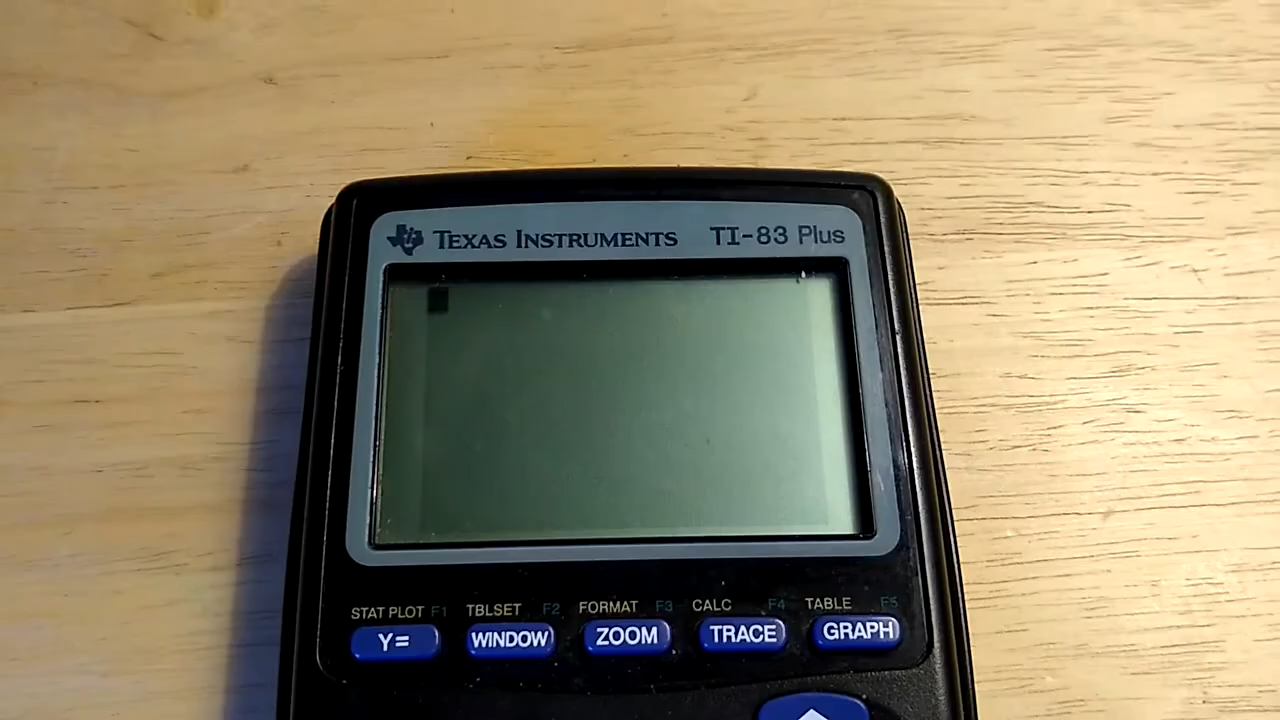 TEXAS INSTRUMENTS TI-83 Plus
STAT PLOT F1 TBLSET F2 FORMAT F3 CALC F4 TABLE F5
Y= WINDOW ZOOM TRACE GRAPH